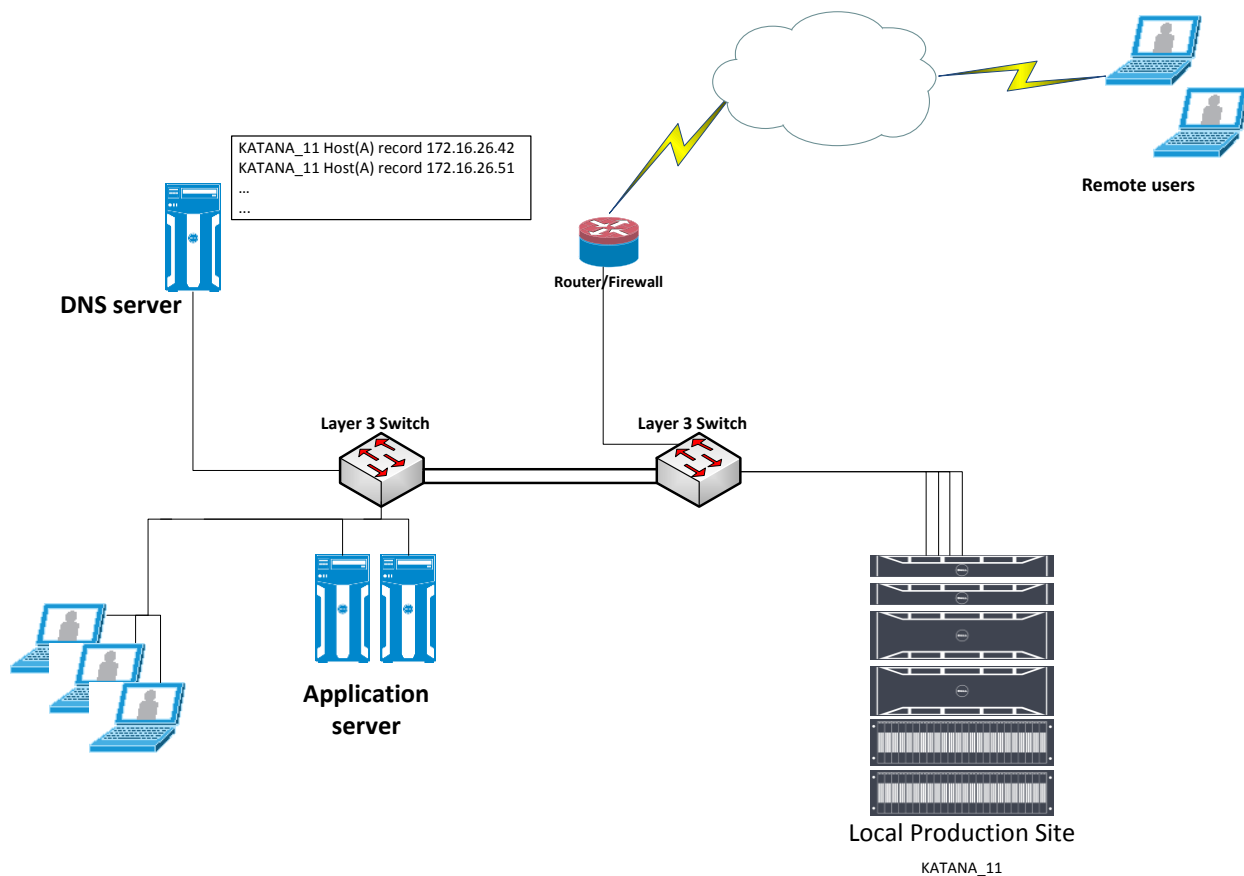 KATANA_11 Host(A) record 172.16.26.42
KATANA_11 Host(A) record 172.16.26.51
...
...
Remote users
Router/Firewall
DNS server
Layer 3 Switch
Layer 3 Switch
Application
server
Local Production Site
KATANA_11